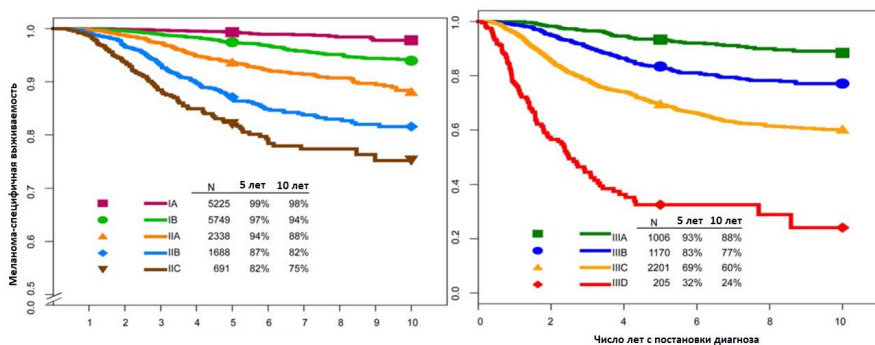 Меланома-специфичная выживаемость
1.0
0.9
0.8
0.7
0.6
0.5
0.0
N 5 лет 10 лет
IA 5225 99% 98%
IB 5749 97% 94%
IIA 2338 94% 88%
IIB 1688 87% 82%
IIC 691 82% 75%
1 2 3 4 5 6 7 8 9 10
1.0
0.8
0.6
0.4
0.2
0.0
N 5 лет 10 лет
IIIA 1006 93% 88%
IIIB 1170 83% 77%
IIIC 2201 69% 60%
IIID 205 32% 24%
0 2 4 6 8 10
Число лет с постановки диагноза